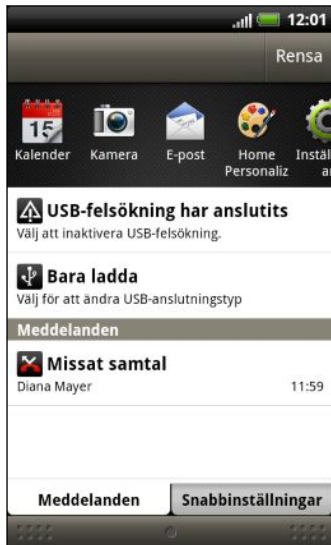 12:01
Rensa
15
Kalender Kamera E-post Home Personaliz Instäl a
USB-felsökning har anslutits
Välj att inaktivera USB-felsökning.
Bara ladda
Välj för att ändra USB-anslutningstyp
Meddelanden
Missat samtal
Diana Mayer 11:59
Meddelanden Snabbinställningar